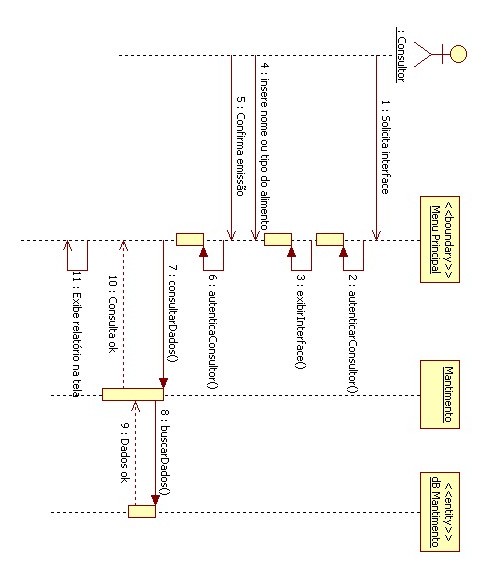 : Consultor
<<boundary>>
Menu Principal
Mantimento
<<entity>>
dB Mantimento
1 : Solicita interface
2 : autenticarConsultor()
3 : exibirInterface()
4 : insere nome ou tipo do alimento
5 : Confirma emissão
6 : autenticaConsultor()
7 : consultarDados()
8 : buscarDados()
9 : Dados ok
10 : Consulta ok
11 : Exibe relatório na tela